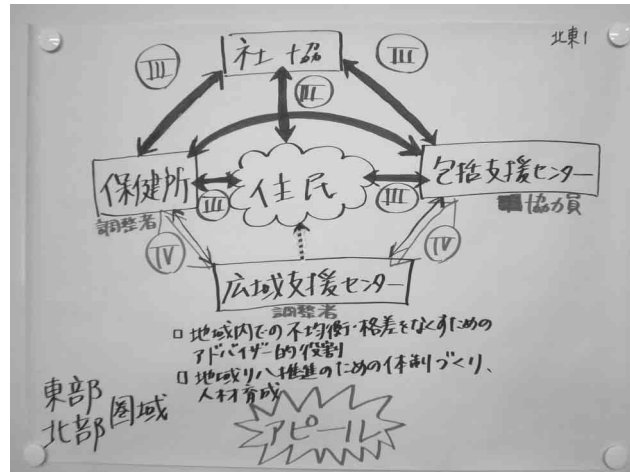 北東1
社協
III
III
III
保健所
住民
包括支援センター
III
III
調整者
協力員
IV
IV
広域支援センター
調整者
□ 地域内での不均衡・格差をなくすための
アドバイザー的役割
□ 地域リハ推進のための体制づくり、
人材育成
東部
北部
圏域
アピール